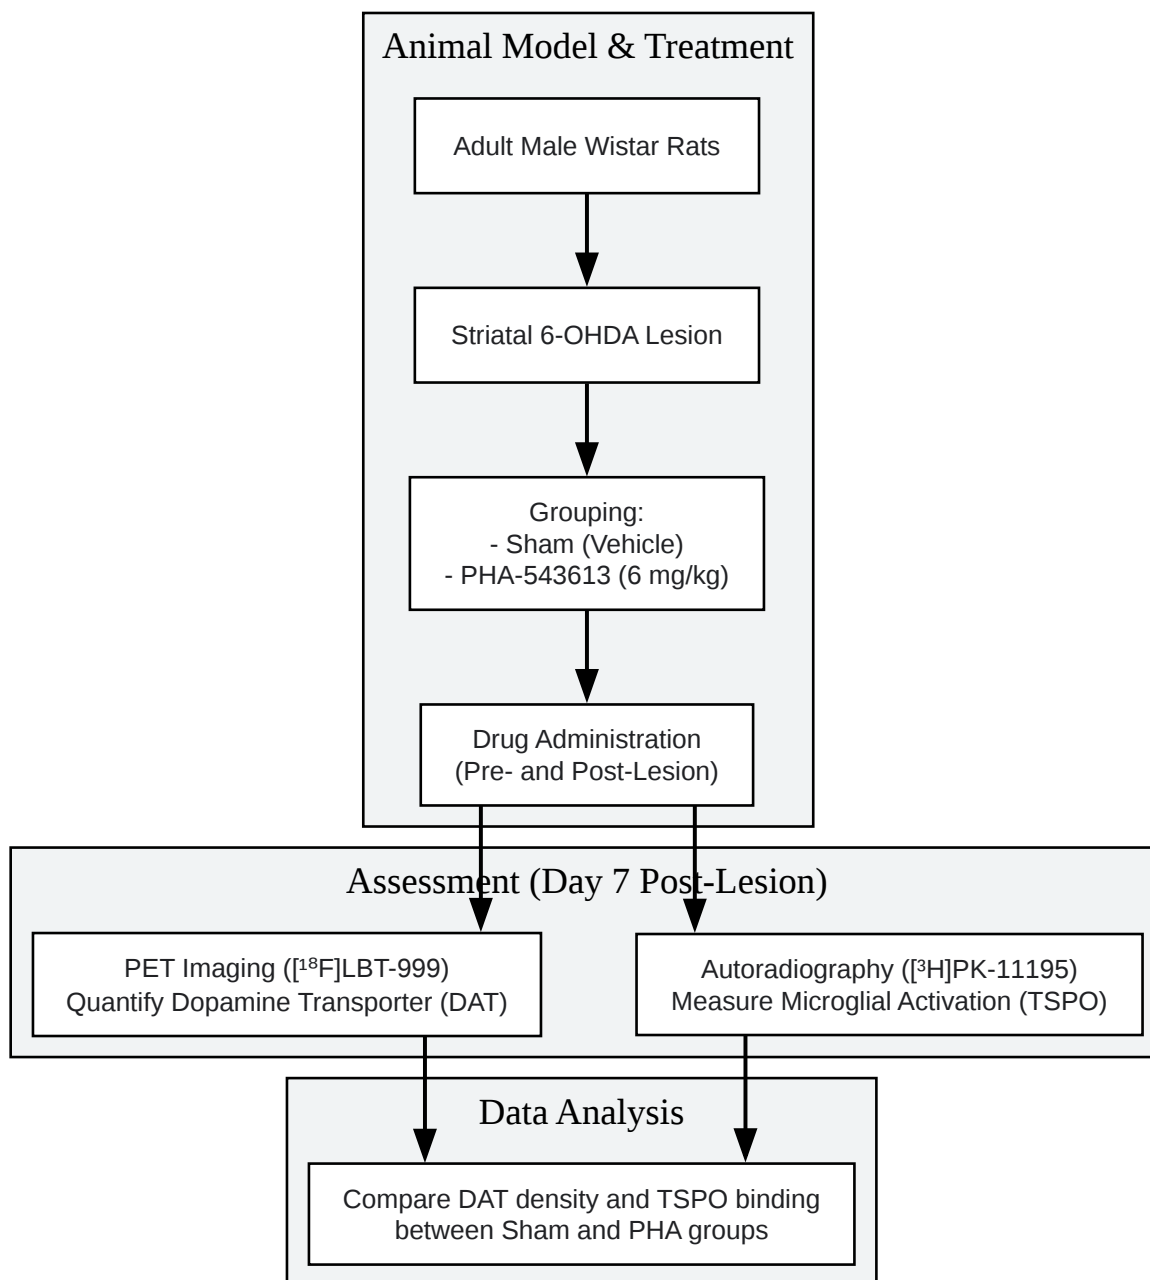 Animal Model & Treatment
Adult Male Wistar Rats
Striatal 6-OHDA Lesion
Grouping:
- Sham (Vehicle)
- PHA-543613 (6 mg/kg)
Drug Administration
(Pre- and Post-Lesion)
Assessment (Day 7 Post-Lesion)
PET Imaging ([¹⁸F]LBT-999)
Quantify Dopamine Transporter (DAT)
Autoradiography ([³H]PK-11195)
Measure Microglial Activation (TSPO)
Data Analysis
Compare DAT density and TSPO binding
between Sham and PHA groups